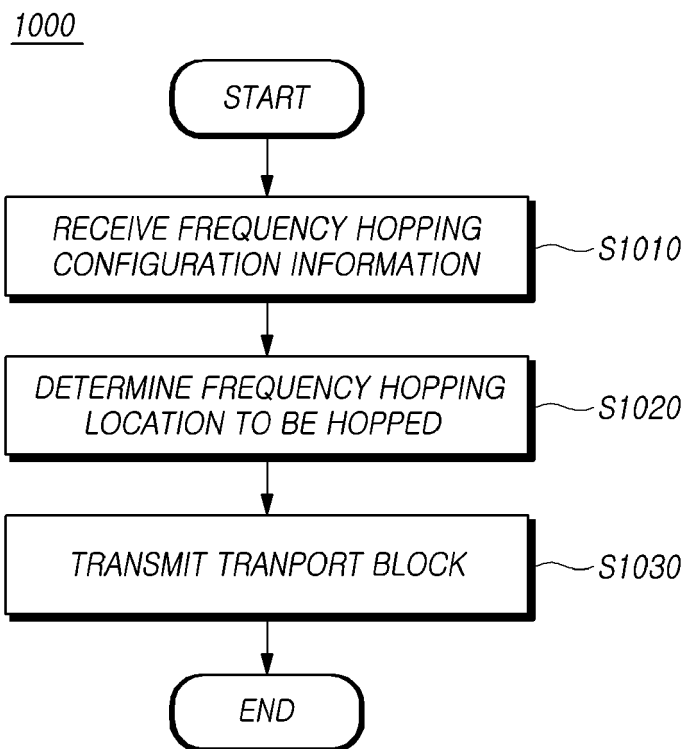 1000
START
RECEIVE FREQUENCY HOPPING
CONFIGURATION INFORMATION
S1010
DETERMINE FREQUENCY HOPPING
LOCATION TO BE HOPPED
S1020
TRANSMIT TRANPORT BLOCK
S1030
END